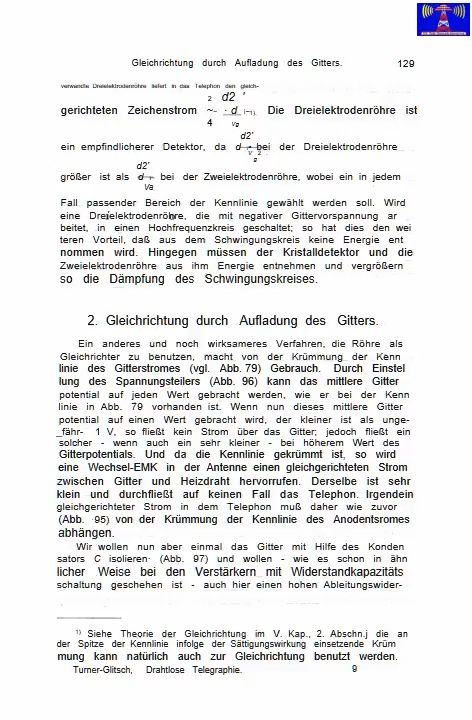 Gleichrichtung durch Aufladung des Gitters. 129
verwandte Dreielektrodenröhre liefert in das Telephon den gleich-
2 d2 '
gerichteten Zeichenstrom ~- · d Die Dreielektrodenröhre ist
4 Vg
d2'
ein empfindlicherer Detektor, da d bei der Dreielektrodenröhre
V 2
g
d2'
größer ist als d bei der Zweielektrodenröhre, wobei ein in jedem
Va
Fall passender Bereich der Kennlinie gewählt werden soll. Wird
eine Dreielektrodenröhre, die mit negativer Gittervorspannung ar
beitet, in einen Hochfrequenzkreis geschaltet; so hat dies den wei
teren Vorteil, daß aus dem Schwingungskreis keine Energie ent
nommen wird. Hingegen müssen der Kristalldetektor und die
Zweielektrodenröhre aus ihm Energie entnehmen und vergrößern
so die Dämpfung des Schwingungskreises.
2. Gleichrichtung durch Aufladung des Gitters.
Ein anderes und noch wirksameres Verfahren, die Röhre als
Gleichrichter zu benutzen, macht von der Krümmung der Kenn
linie des Gitterstromes (vgl. Abb. 79) Gebrauch. Durch Einstel
lung des Spannungsteilers (Abb. 96) kann das mittlere Gitter
potential auf jeden Wert gebracht werden, wie er bei der Kenn
linie in Abb. 79 vorhanden ist. Wenn nun dieses mittlere Gitter
potential auf einen Wert gebracht wird, der kleiner ist als unge-
_fähr- 1 V, so fließt kein Strom über das Gitter; jedoch fließt ein
solcher - wenn auch ein sehr kleiner - bei höherem Wert des
Gitterpotentials. Und da die Kennlinie gekrümmt ist, so wird
eine Wechsel-EMK in der Antenne einen gleichgerichteten Strom
zwischen Gitter und Heizdraht hervorrufen. Derselbe ist sehr
klein und durchfließt auf keinen Fall das Telephon. Irgendein
gleichgerichteter Strom in dem Telephon muß daher wie zuvor
(Abb. ·95) von der Krümmung der Kennlinie des Anodentsromes
abhängen.
Wir wollen nun aber einmal das Gitter mit Hilfe des Konden
sators C isolieren· (Abb. 97) und wollen - wie es schon in ähn
licher Weise bei den Verstärkern mit Widerstandkapazitäts
schaltung geschehen ist - auch hier einen hohen Ableitungswider-
1) Siehe Theorie der Gleichrichtung im V. Kap., 2. Abschn.j die an
der Spitze der Kennlinie infolge der Sättigungswirkung einsetzende Krüm
mung kann natürlich auch zur Gleichrichtung benutzt werden.
Turner-Glitsch, Drahtlose Telegraphie. 9